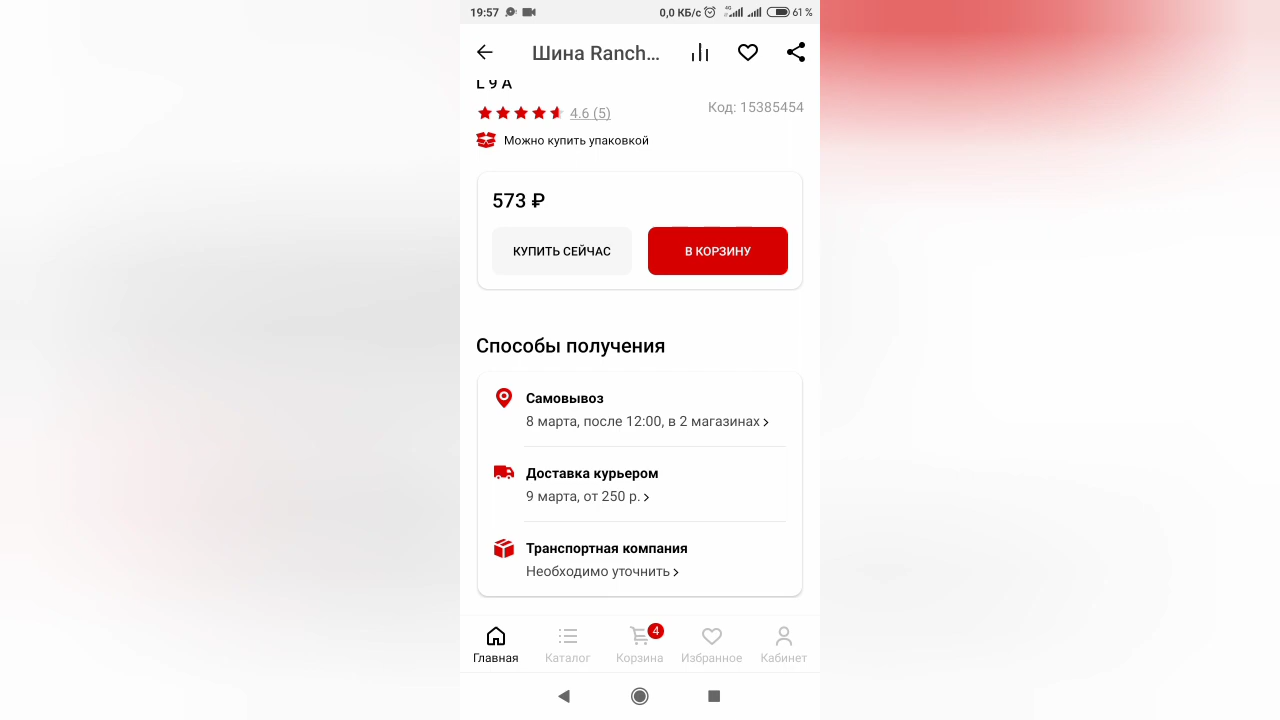 19:57
0,0 КБ/с
4G
61 %
Шина Ranch...
L 9 A
4.6 (5)
Код: 15385454
Можно купить упаковкой
573 ₽
КУПИТЬ СЕЙЧАС
В КОРЗИНУ
Способы получения
Самовывоз
8 марта, после 12:00, в 2 магазинах
Доставка курьером
9 марта, от 250 р.
Транспортная компания
Необходимо уточнить
4
Главная
Каталог
Корзина
Избранное
Кабинет